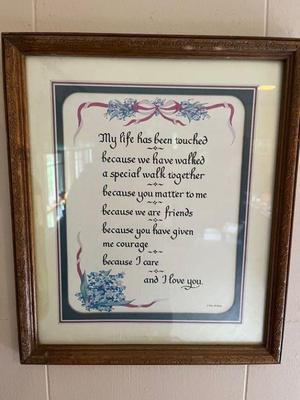 My life has been touched
because we have walked
a special walk together
because you matter to me
because we are friends
because you have given
me courage
because I care
and I love you.